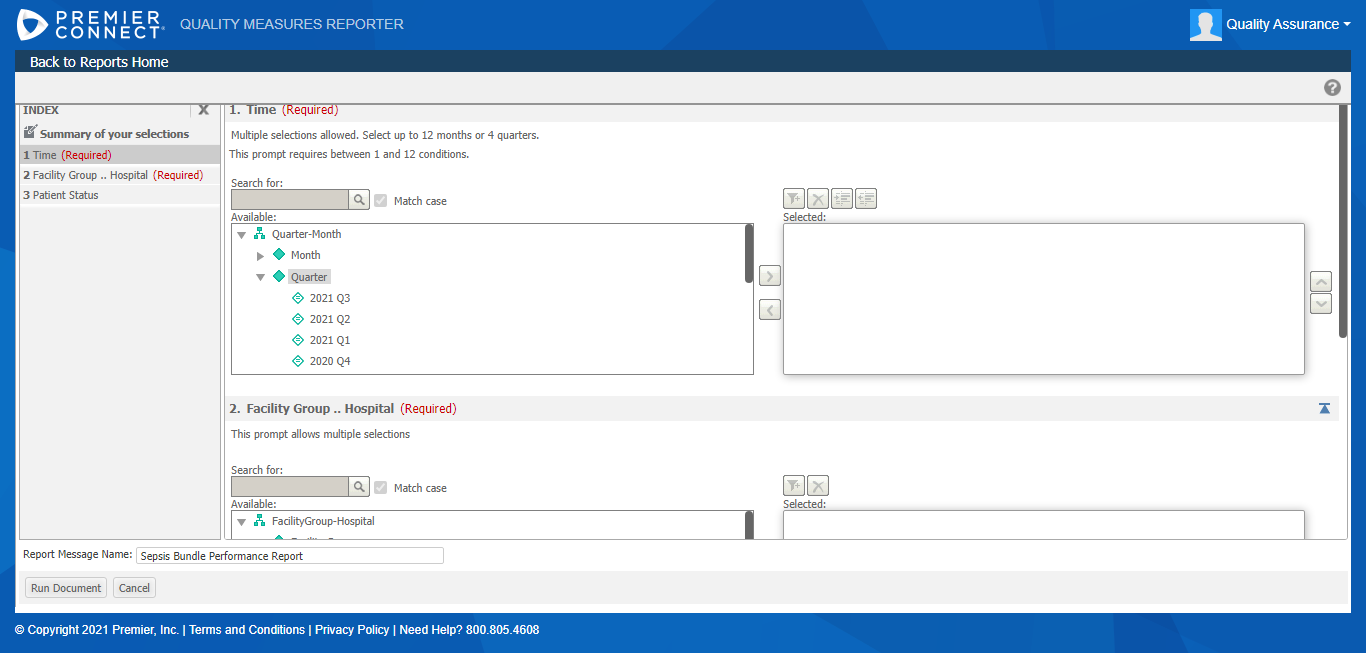 PREMIER
CONNECT
QUALITY MEASURES REPORTER
Quality Assurance
Back to Reports Home
?
INDEX
X
Summary of your selections
1 Time (Required)
2 Facility Group .. Hospital (Required)
3 Patient Status
1. Time (Required)
Multiple selections allowed. Select up to 12 months or 4 quarters.
This prompt requires between 1 and 12 conditions.
Search for:
Match case
Available:
Quarter-Month
Month
Quarter
2021 Q3
2021 Q2
2021 Q1
2020 Q4
Selected:
2. Facility Group .. Hospital (Required)
This prompt allows multiple selections
Search for:
Match case
Available:
FacilityGroup-Hospital
Selected:
Report Message Name: Sepsis Bundle Performance Report
Run Document Cancel
© Copyright 2021 Premier, Inc. | Terms and Conditions | Privacy Policy | Need Help? 800.805.4608